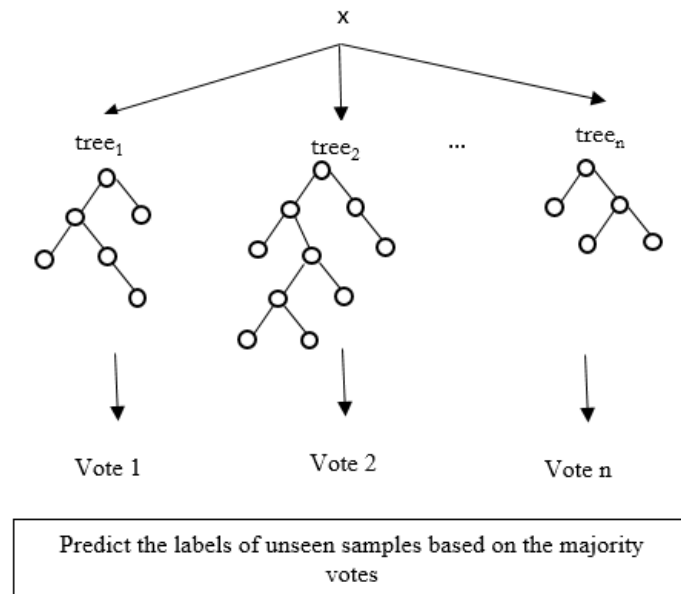 x
tree₁
tree₂
...
treeₙ
Vote 1
Vote 2
Vote n
Predict the labels of unseen samples based on the majority
votes